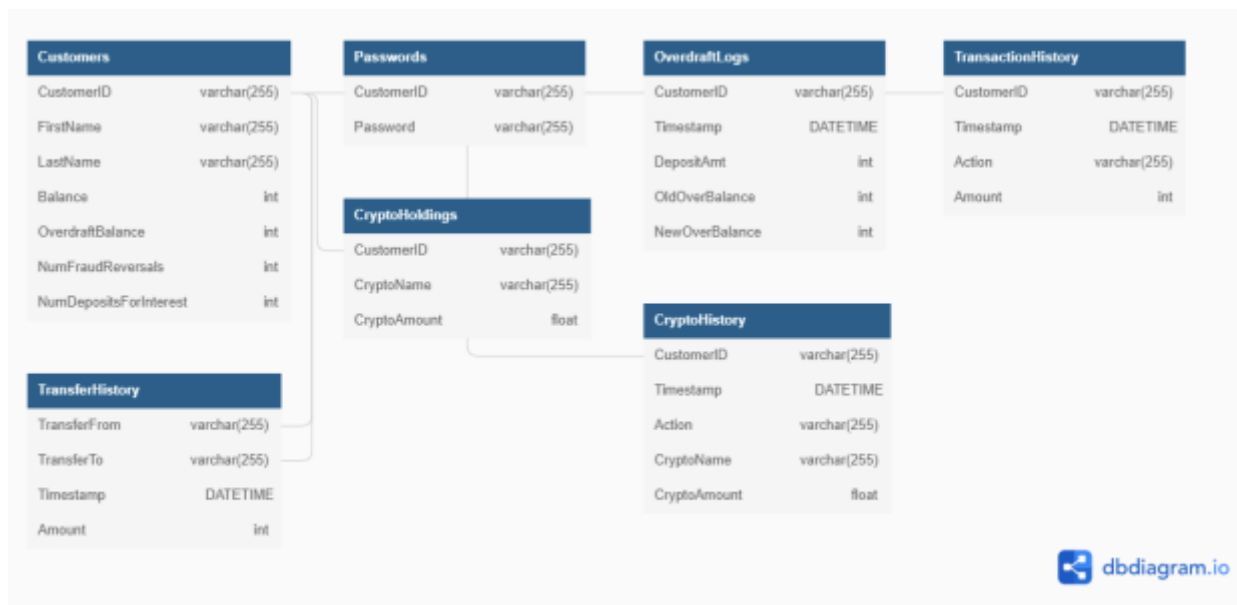 Customers
CustomerID varchar(255)
FirstName varchar(255)
LastName varchar(255)
Balance int
OverdraftBalance int
NumFraudReversals int
NumDepositsForInterest int
Passwords
CustomerID varchar(255)
Password varchar(255)
OverdraftLogs
CustomerID varchar(255)
Timestamp DATETIME
DepositAmt int
OldOverBalance int
NewOverBalance int
TransactionHistory
CustomerID varchar(255)
Timestamp DATETIME
Action varchar(255)
Amount int
CryptoHoldings
CustomerID varchar(255)
CryptoName varchar(255)
CryptoAmount float
CryptoHistory
CustomerID varchar(255)
Timestamp DATETIME
Action varchar(255)
CryptoName varchar(255)
CryptoAmount float
TransferHistory
TransferFrom varchar(255)
TransferTo varchar(255)
Timestamp DATETIME
Amount int
dbdiagram.io